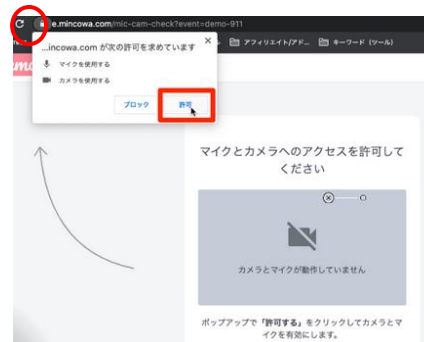 e.mincowa.com/mic-cam-check?event=demo-911
...incowa.com が次の許可を求めています
アフィリエイト/アド...
キーワード (ツール)
マイクを使用する
カメラを使用する
ブロック
許可
マイクとカメラへのアクセスを許可して
ください
カメラとマイクが動作していません
ポップアップで「許可する」をクリックしてカメラとマ
イクを有効にします。